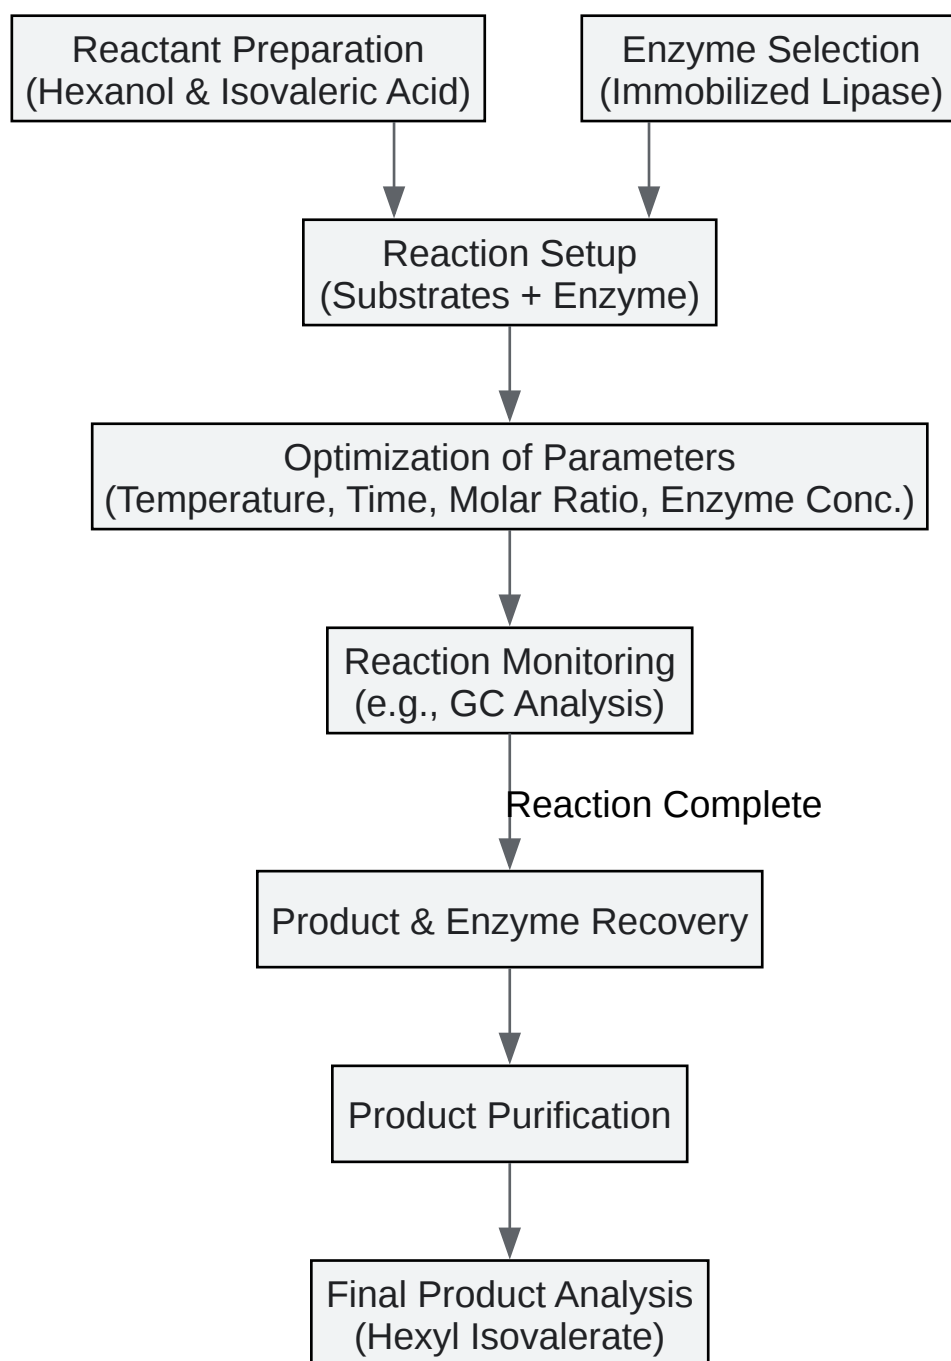 Reactant Preparation
(Hexanol & Isovaleric Acid)
Enzyme Selection
(Immobilized Lipase)
Reaction Setup
(Substrates + Enzyme)
Optimization of Parameters
(Temperature, Time, Molar Ratio, Enzyme Conc.)
Reaction Monitoring
(e.g., GC Analysis)
Reaction Complete
Product & Enzyme Recovery
Product Purification
Final Product Analysis
(Hexyl Isovalerate)